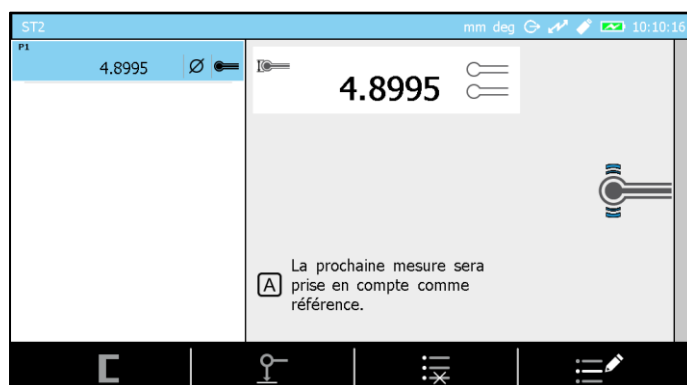 ST2
mm deg
10:10:16
P1
4.8995
Ø
4.8995
A
La prochaine mesure sera
prise en compte comme
référence.